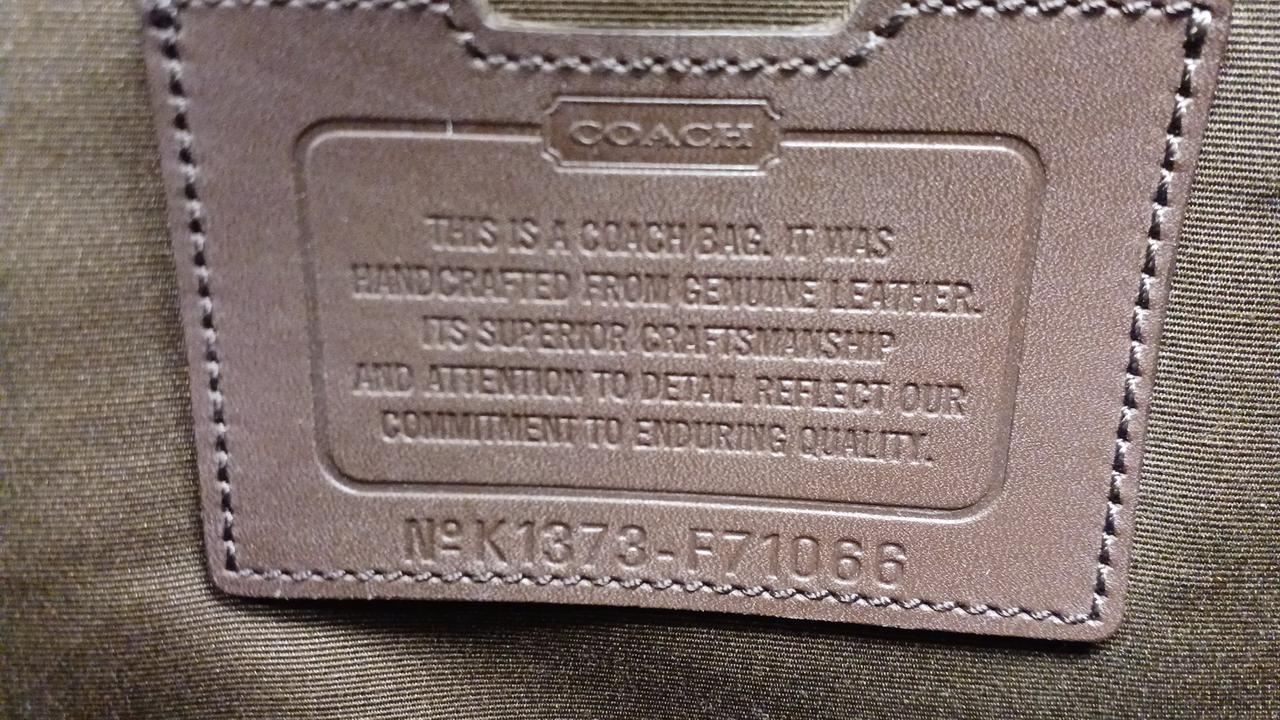 COACH
THIS IS A COACH BAG. IT WAS
HANDCRAFTED FROM GENUINE LEATHER.
ITS SUPERIOR CRAFTSMANSHIP
AND ATTENTION TO DETAIL REFLECT OUR
COMMITMENT TO ENDURING QUALITY.
Nº K1373-F71066